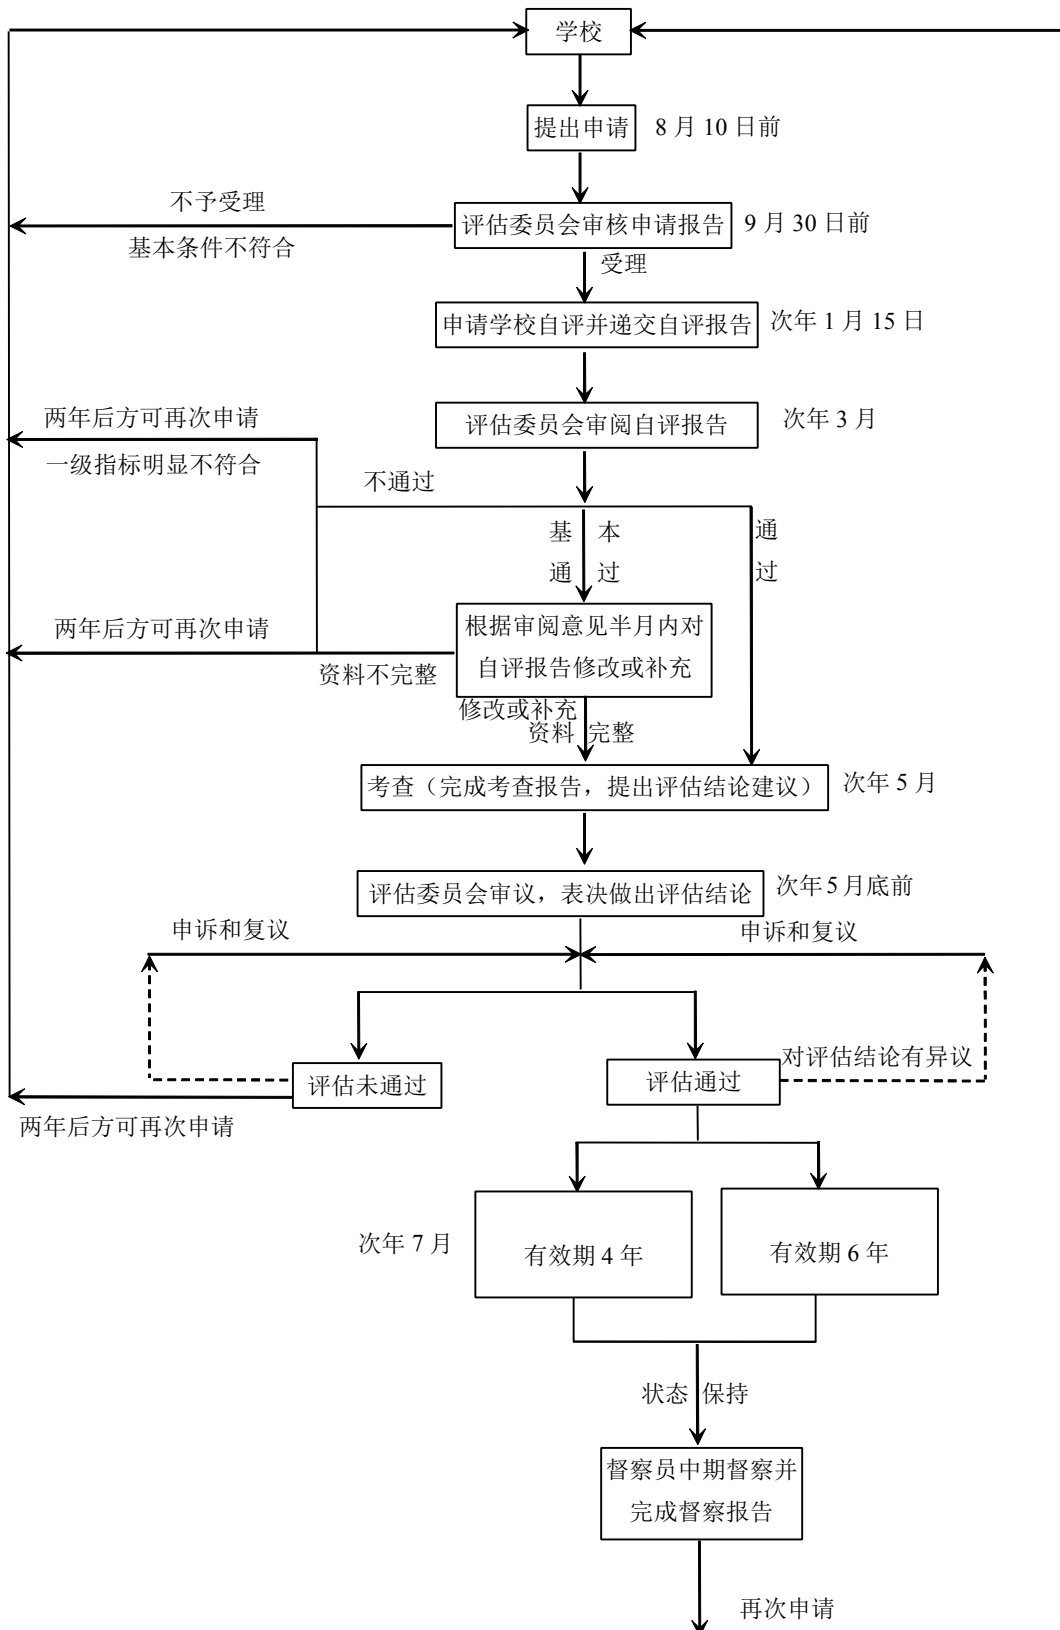 学校
提出申请
8 月 10 日前
不予受理
评估委员会审核申请报告
9 月 30 日前
基本条件不符合
受理
申请学校自评并递交自评报告
次年 1 月 15 日
两年后方可再次申请
评估委员会审阅自评报告
次年 3 月
一级指标明显不符合
不通过
基 本
通 过
通
过
两年后方可再次申请
根据审阅意见半月内对
自评报告修改或补充
资料不完整
修改或补充
资料 完整
考查（完成考查报告，提出评估结论建议）
次年 5 月
评估委员会审议，表决做出评估结论
次年 5 月底前
申诉和复议
申诉和复议
评估未通过
评估通过
对评估结论有异议
两年后方可再次申请
次年 7 月
有效期 4 年
有效期 6 年
状态 保持
督察员中期督察并
完成督察报告
再次申请